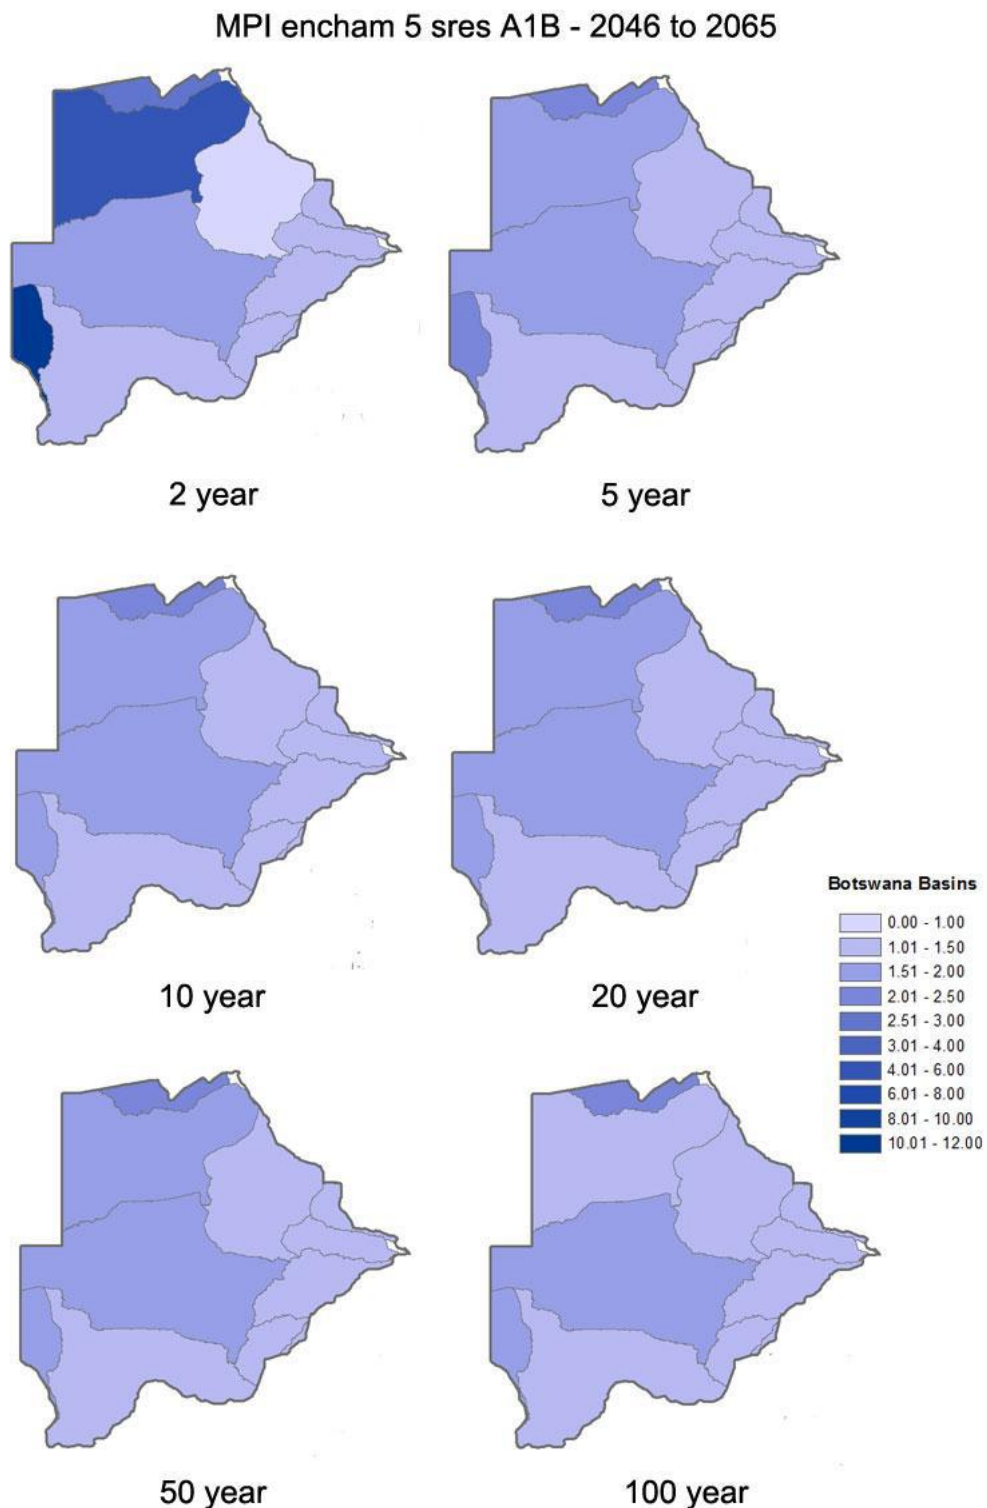 MPI encham 5 sres A1B - 2046 to 2065
2 year
5 year
10 year
20 year
Botswana Basins
0.00 - 1.00
1.01 - 1.50
1.51 - 2.00
2.01 - 2.50
2.51 - 3.00
3.01 - 4.00
4.01 - 6.00
6.01 - 8.00
8.01 - 10.00
10.01 - 12.00
50 year
100 year